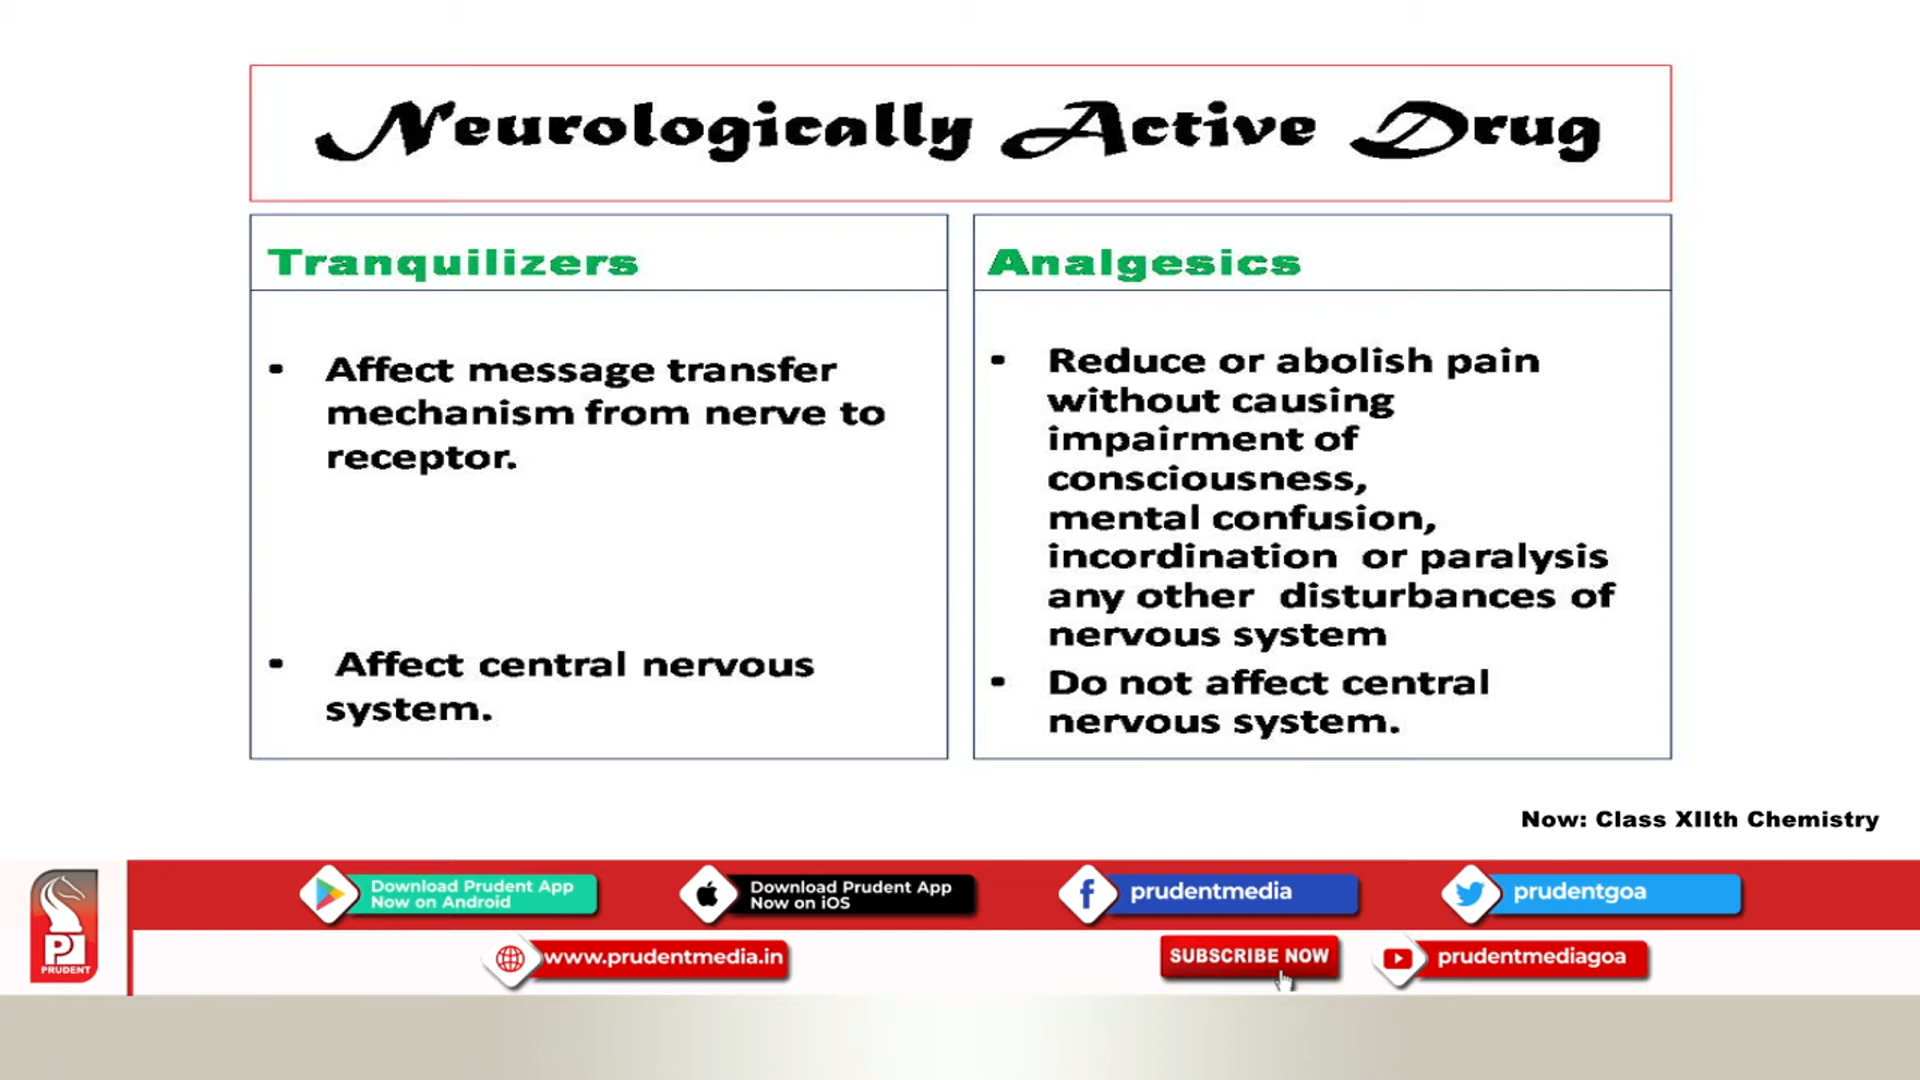 Neurologically Active Drug
Tranquilizers
▪ Affect message transfer
mechanism from nerve to
receptor.
▪ Affect central nervous
system.
Analgesics
▪ Reduce or abolish pain
without causing
impairment of
consciousness,
mental confusion,
incordination or paralysis
any other disturbances of
nervous system
▪ Do not affect central
nervous system.
Now: Class XIIth Chemistry
Download Prudent App
Now on Android
Download Prudent App
Now on iOS
prudentmedia
prudentgoa
PRUDENT
www.prudentmedia.in
SUBSCRIBE NOW
prudentmediagoa